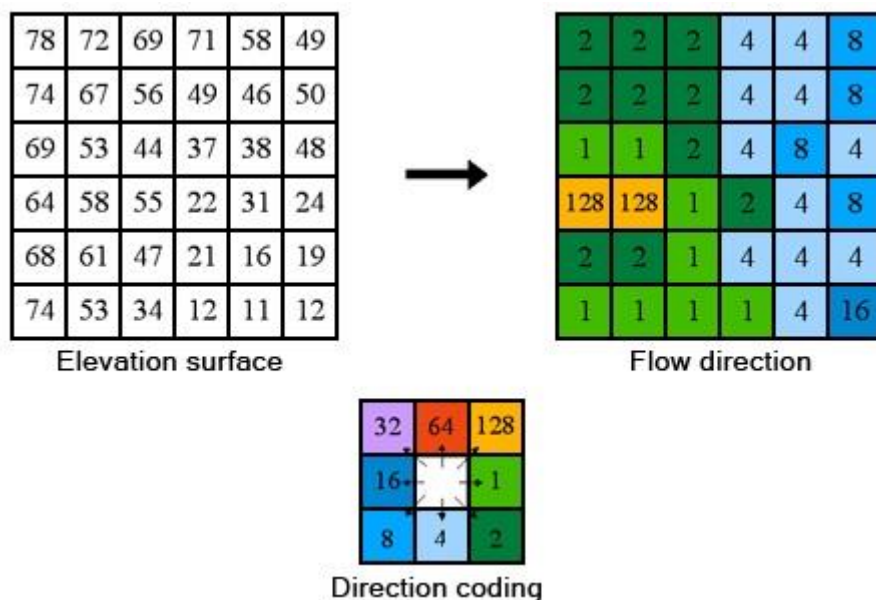 78 72 69 71 58 49
74 67 56 49 46 50
69 53 44 37 38 48
64 58 55 22 31 24
68 61 47 21 16 19
74 53 34 12 11 12
Elevation surface
2 2 2 4 4 8
2 2 2 4 4 8
1 1 2 4 8 4
128 128 1 2 4 8
2 2 1 4 4 4
1 1 1 1 4 16
Flow direction
32 64 128
16 1
8 4 2
Direction coding